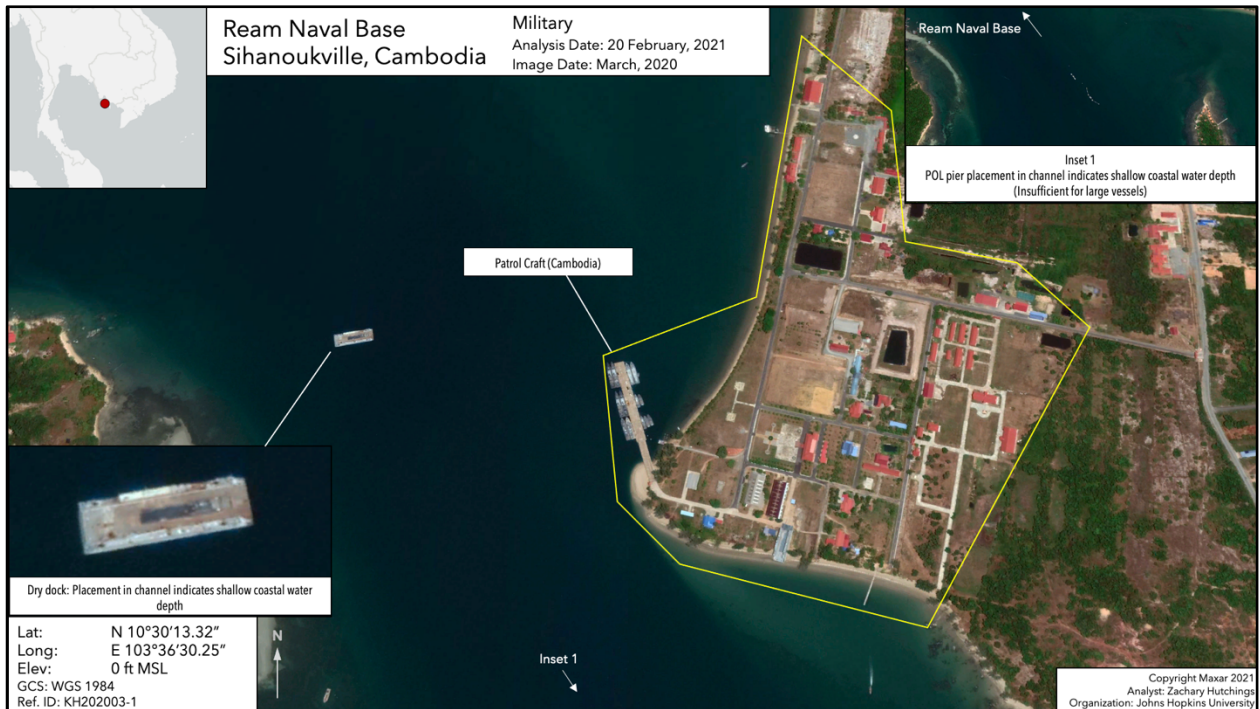 Ream Naval Base
Sihanoukville, Cambodia
Military
Analysis Date: 20 February, 2021
Image Date: March, 2020
Ream Naval Base
Inset 1
POL pier placement in channel indicates shallow coastal water depth
(Insufficient for large vessels)
Patrol Craft (Cambodia)
Dry dock: Placement in channel indicates shallow coastal water
depth
Lat: N 10°30’13.32”
Long: E 103°36’30.25”
Elev: 0 ft MSL
GCS: WGS 1984
Ref. ID: KH202003-1
N
Inset 1
Copyright Maxar 2021
Analyst: Zachary Hutchings
Organization: Johns Hopkins University